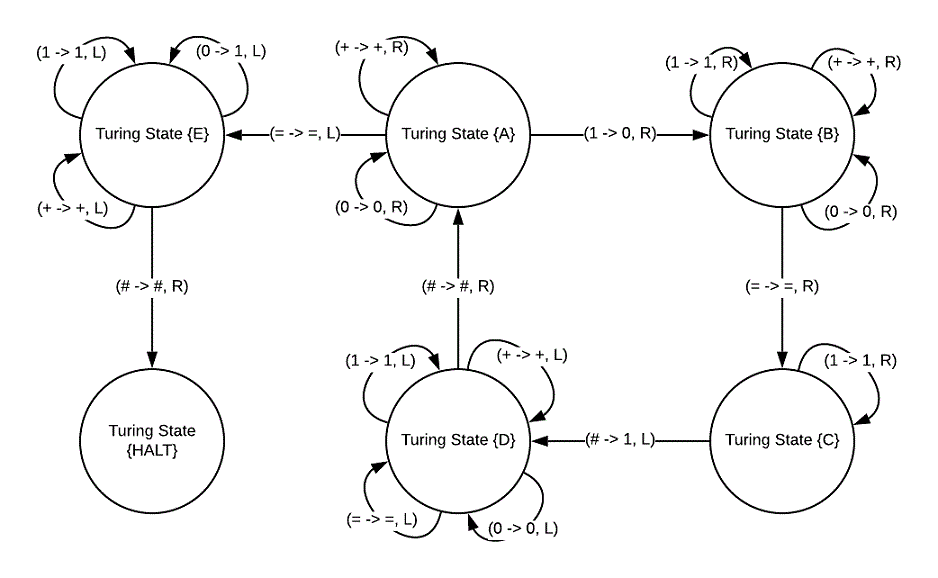 (1 -> 1, L)
(0 -> 1, L)
(+ -> +, R)
(1 -> 1, R)
(+ -> +, R)
Turing State {E}
(= -> =, L)
Turing State {A}
(1 -> 0, R)
Turing State {B}
(+ -> +, L)
(0 -> 0, R)
(0 -> 0, R)
(# -> #, R)
(# -> #, R)
(= -> =, R)
(1 -> 1, L)
(+ -> +, L)
(1 -> 1, R)
Turing State
{HALT}
Turing State {D}
(# -> 1, L)
Turing State {C}
(= -> =, L)
(0 -> 0, L)